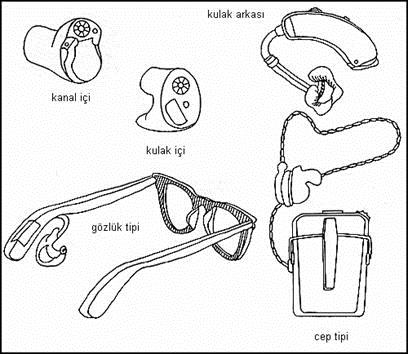 kulak arkası
kanal içi
kulak içi
gözlük tipi
cep tipi